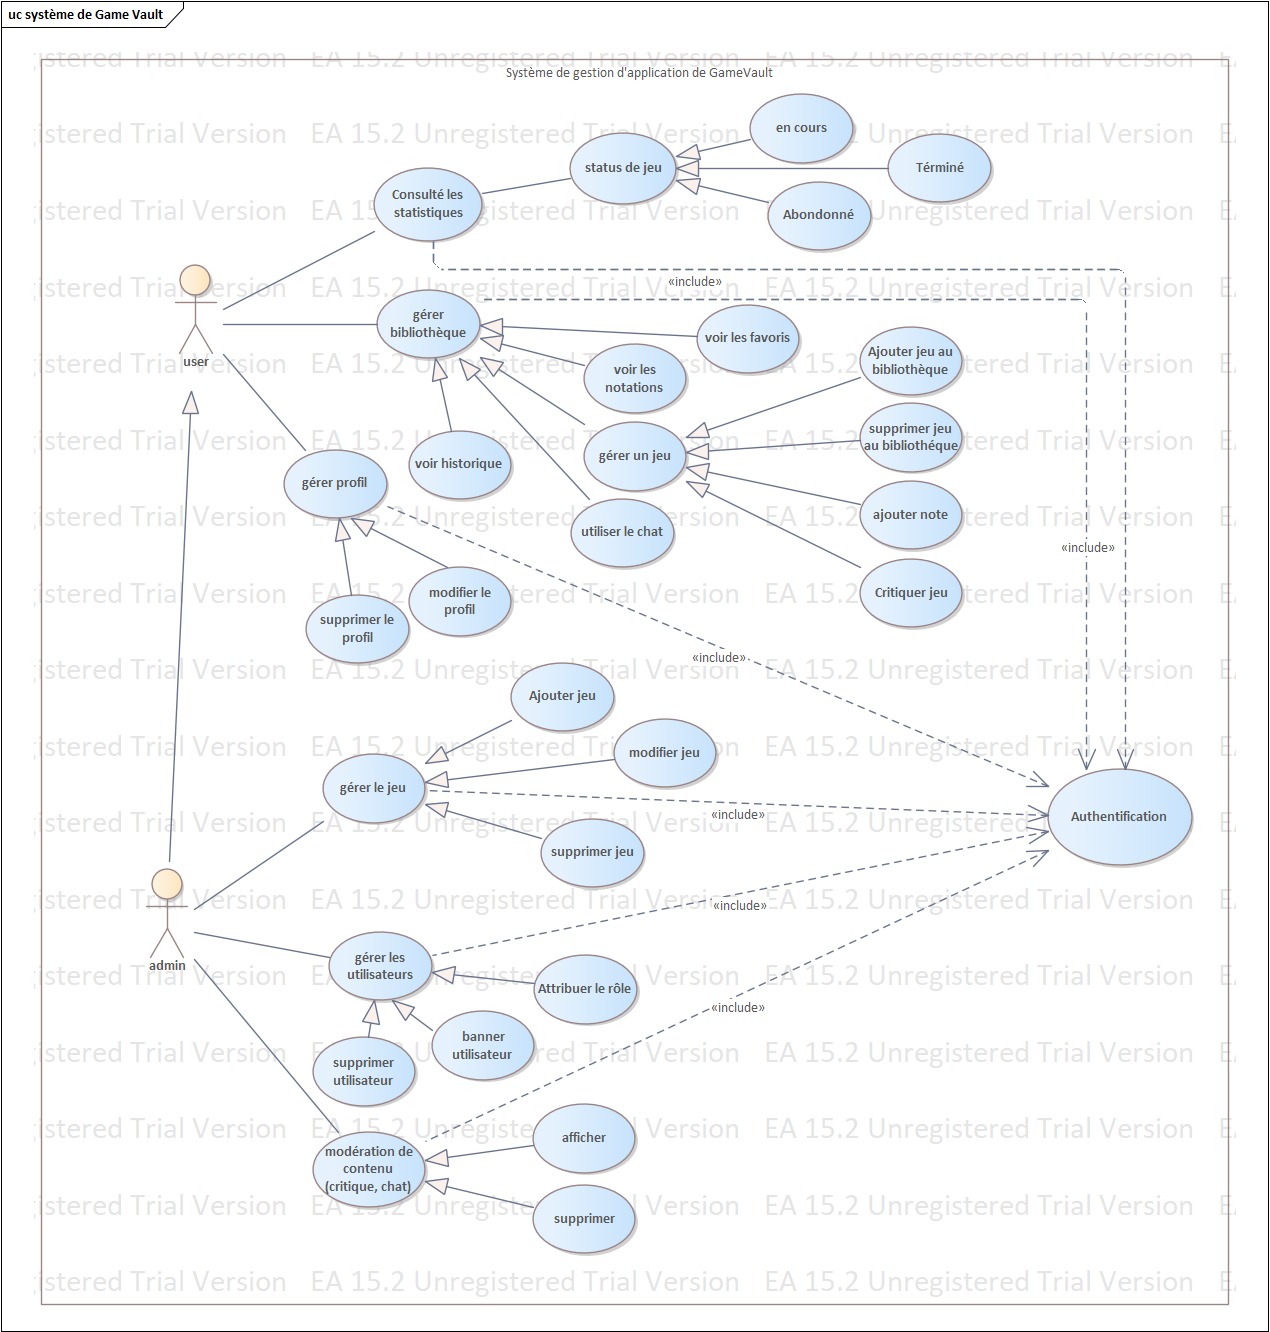 uc système de Game Vault
Système de gestion d'application de GameVault
en cours
status de jeu
Términé
Consulté les
statistiques
Abondonné
«include»
user
gérer
bibliothèque
voir les favoris
voir les
notations
Ajouter jeu au
bibliothèque
supprimer jeu
au bibliothéque
gérer un jeu
voir historique
gérer profil
ajouter note
utiliser le chat
«include»
modifier le
profil
Critiquer jeu
supprimer le
profil
«include»
Ajouter jeu
modifier jeu
gérer le jeu
«include»
Authentification
supprimer jeu
admin
«include»
gérer les
utilisateurs
Attribuer le rôle
«include»
banner
utilisateur
supprimer
utilisateur
afficher
modération de
contenu
(critique, chat)
supprimer
EA 15.2 Unregistered Trial Version